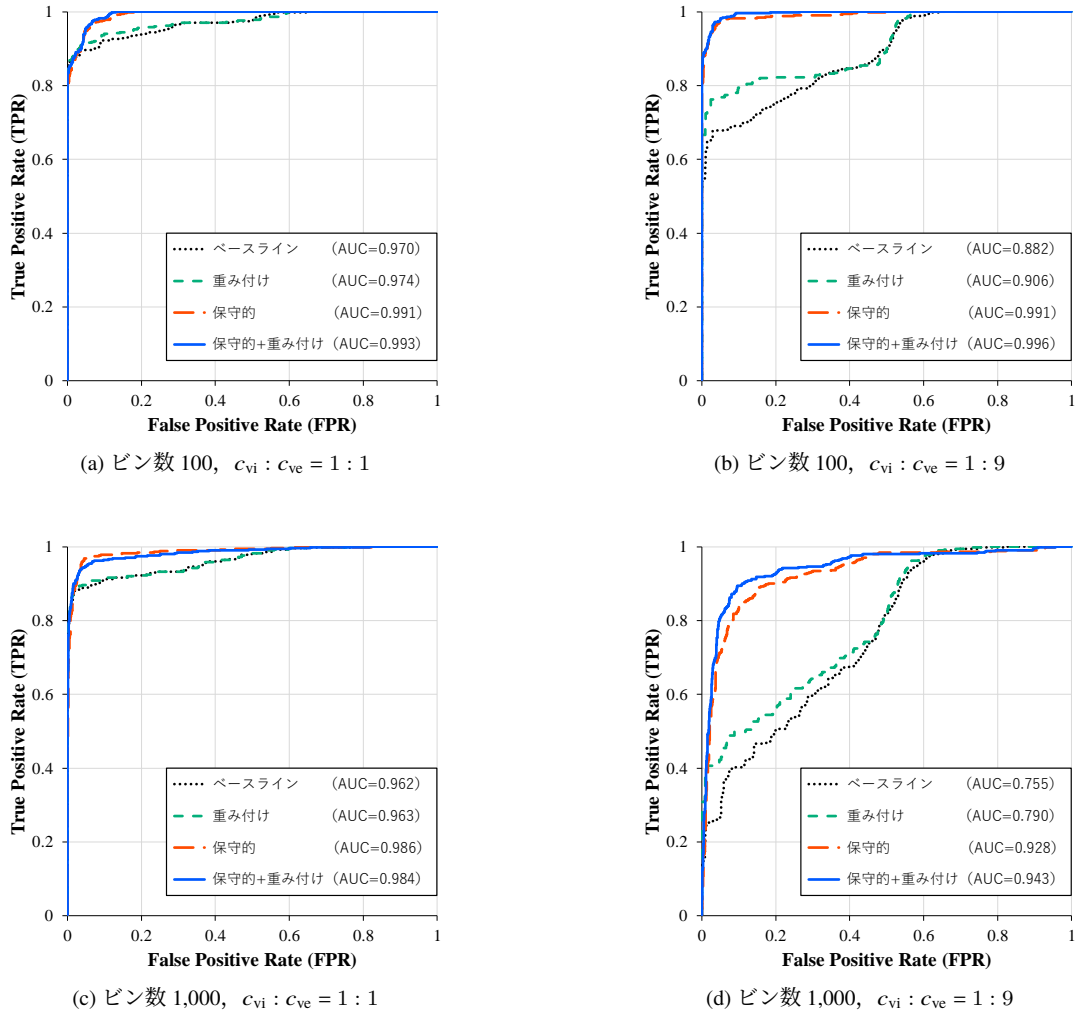 1
0.8
0.6
0.4
0.2
0
True Positive Rate (TPR)
ベースライン （AUC=0.970）
重み付け （AUC=0.974）
保守的 （AUC=0.991）
保守的+重み付け（AUC=0.993）
0 0.2 0.4 0.6 0.8 1
False Positive Rate (FPR)
(a) ビン数 100, c_vi : c_ve = 1 : 1
1
0.8
0.6
0.4
0.2
0
True Positive Rate (TPR)
ベースライン （AUC=0.882）
重み付け （AUC=0.906）
保守的 （AUC=0.991）
保守的+重み付け（AUC=0.996）
0 0.2 0.4 0.6 0.8 1
False Positive Rate (FPR)
(b) ビン数 100, c_vi : c_ve = 1 : 9
1
0.8
0.6
0.4
0.2
0
True Positive Rate (TPR)
ベースライン （AUC=0.962）
重み付け （AUC=0.963）
保守的 （AUC=0.986）
保守的+重み付け（AUC=0.984）
0 0.2 0.4 0.6 0.8 1
False Positive Rate (FPR)
(c) ビン数 1,000, c_vi : c_ve = 1 : 1
1
0.8
0.6
0.4
0.2
0
True Positive Rate (TPR)
ベースライン （AUC=0.755）
重み付け （AUC=0.790）
保守的 （AUC=0.928）
保守的+重み付け（AUC=0.943）
0 0.2 0.4 0.6 0.8 1
False Positive Rate (FPR)
(d) ビン数 1,000, c_vi : c_ve = 1 : 9